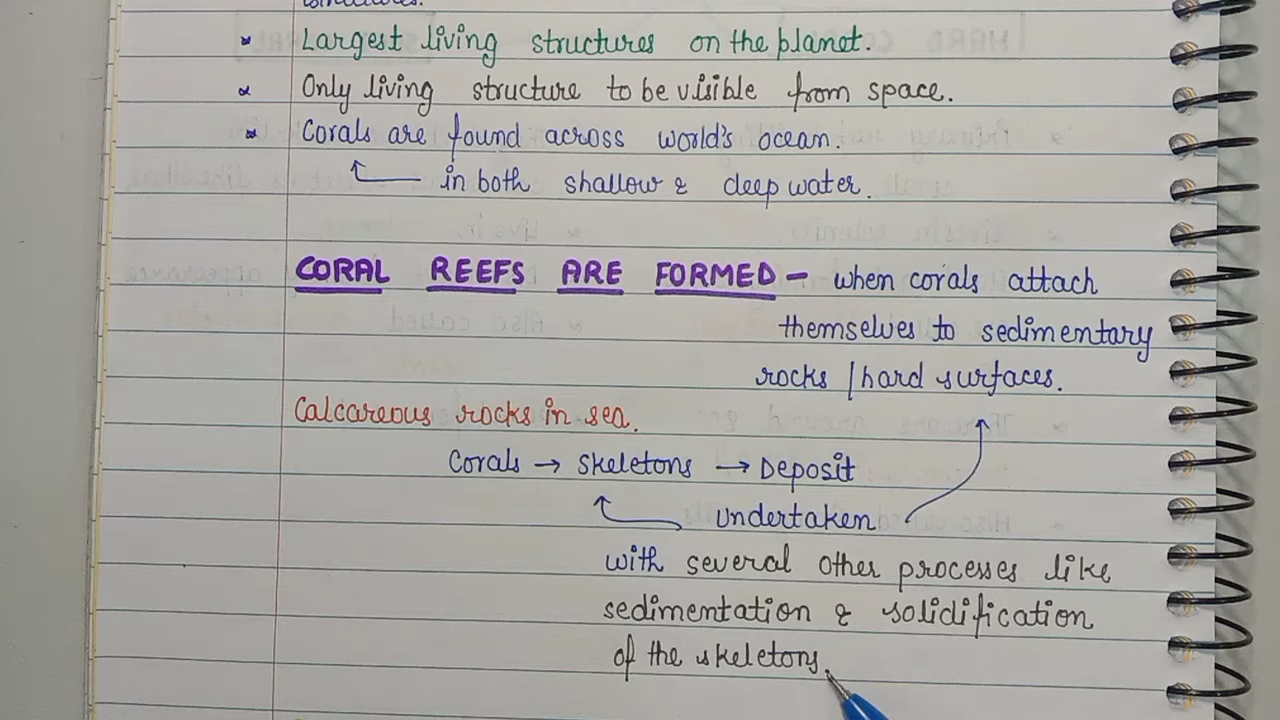 Largest living structures on the planet.
Only living structure to be visible from space.
Corals are found across world's ocean.
in both shallow & deep water.
CORAL REEFS ARE FORMED - when corals attach
themselves to sedimentary
rocks / hard surfaces.
Calcareous rocks in sea.
Corals → skeletons → Deposit
undertaken
with several other processes like
sedimentation & solidification
of the skeletons.